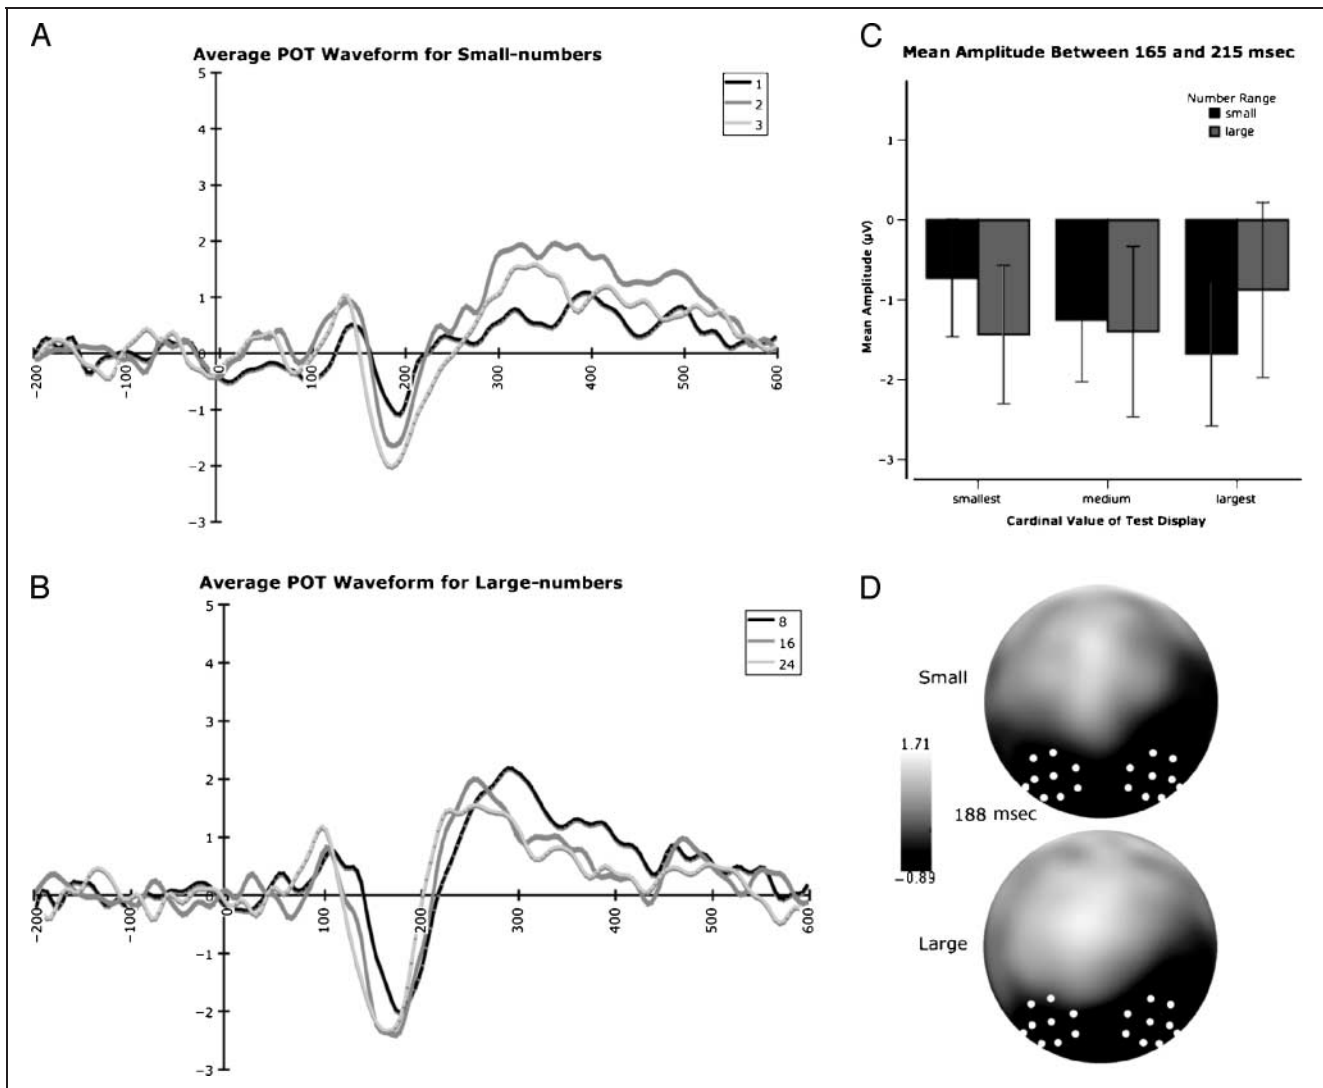 A
Average POT Waveform for Small-numbers
5
4
3
2
1
0
−1
−2
−3
-200
-100
0
100
200
300
400
500
600
1
2
3
C
Mean Amplitude Between 165 and 215 msec
Number Range
small
large
Mean Amplitude (µV)
1
0
−1
−2
−3
smallest
medium
largest
Cardinal Value of Test Display
B
Average POT Waveform for Large-numbers
5
4
3
2
1
0
−1
−2
−3
-200
-100
0
100
200
300
400
500
600
8
16
24
D
Small
1.71
188 msec
−0.89
Large